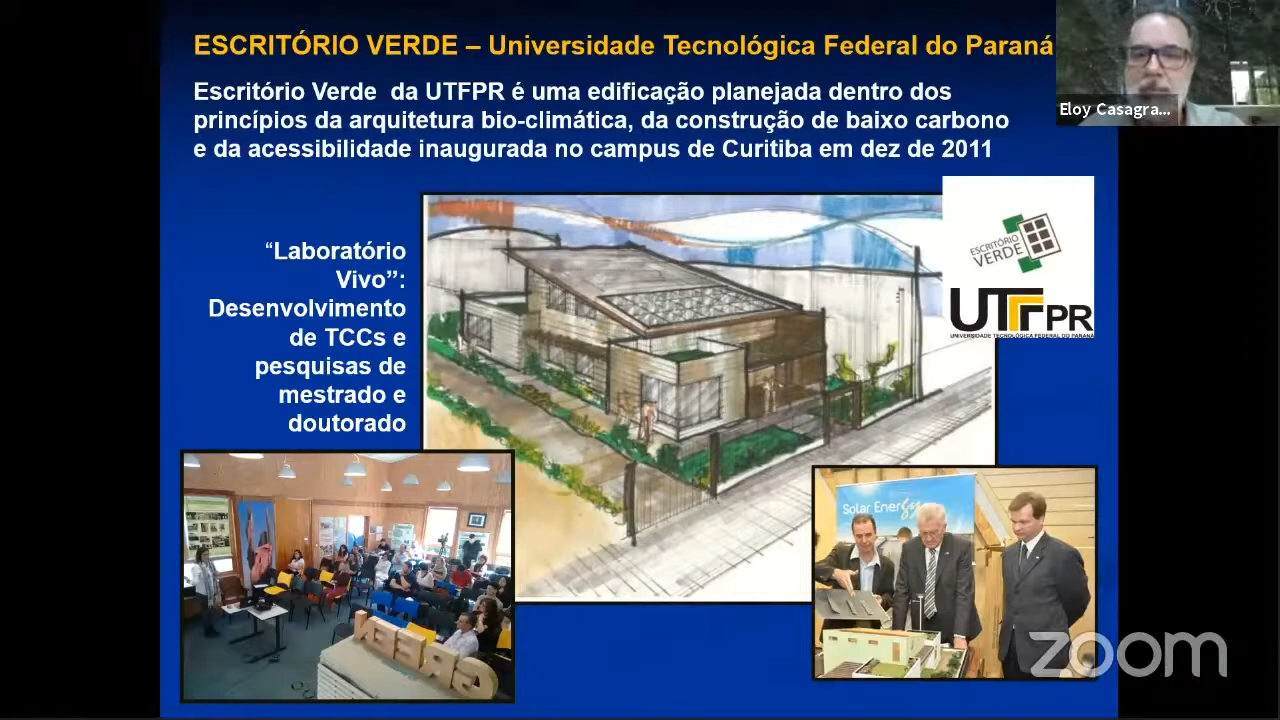 ESCRITÓRIO VERDE – Universidade Tecnológica Federal do Paraná
Eloy Casagra...
Escritório Verde da UTFPR é uma edificação planejada dentro dos
princípios da arquitetura bio-climática, da construção de baixo carbono
e da acessibilidade inaugurada no campus de Curitiba em dez de 2011
“Laboratório
Vivo”:
Desenvolvimento
de TCCs e
pesquisas de
mestrado e
doutorado
ESCRITÓRIO
VERDE
UTFPR
UNIVERSIDADE TECNOLÓGICA FEDERAL DO PARANÁ
Solar Energy
GREEN
zoom